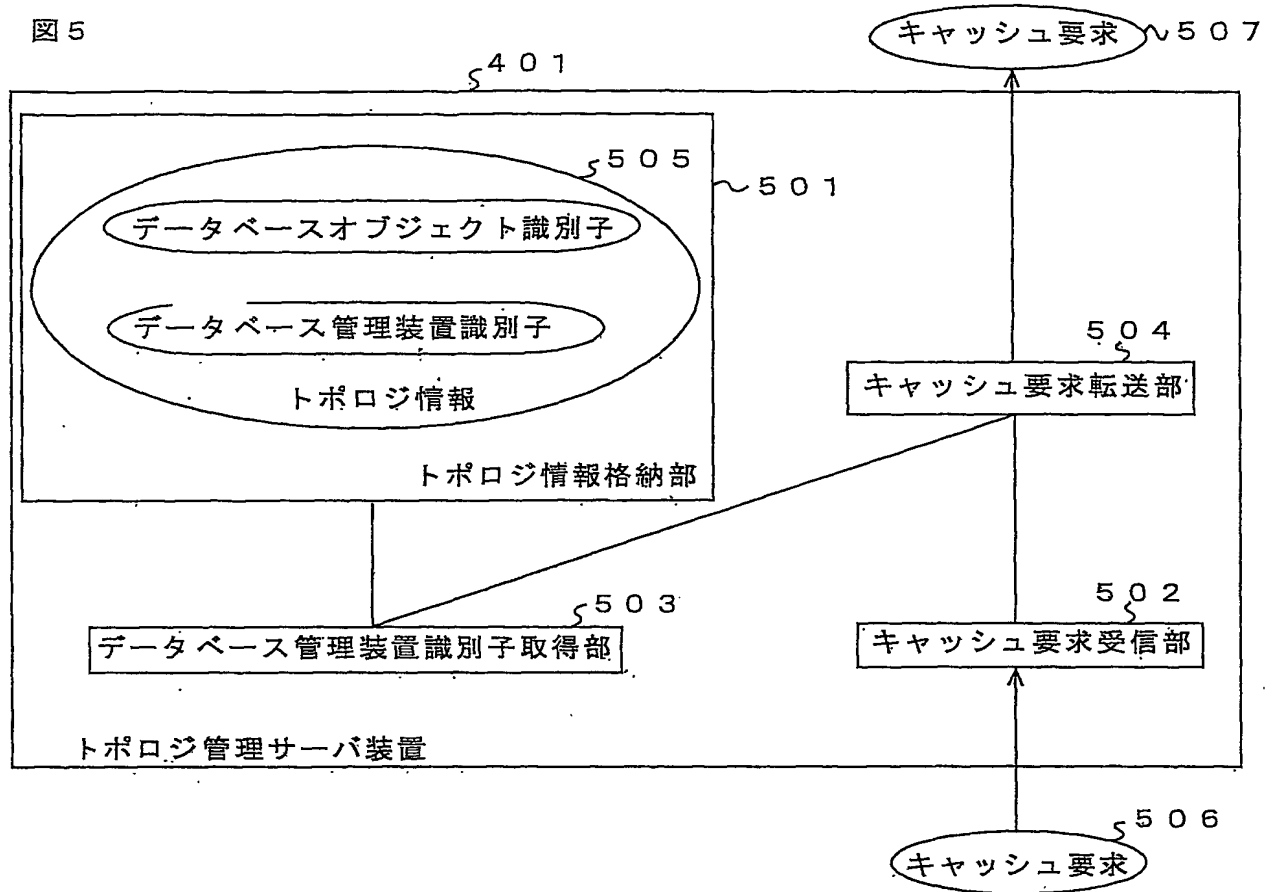 図5
キャッシュ要求
507
401
505
501
データベースオブジェクト識別子
データベース管理装置識別子
トポロジ情報
トポロジ情報格納部
504
キャッシュ要求転送部
503
データベース管理装置識別子取得部
502
キャッシュ要求受信部
トポロジ管理サーバ装置
506
キャッシュ要求